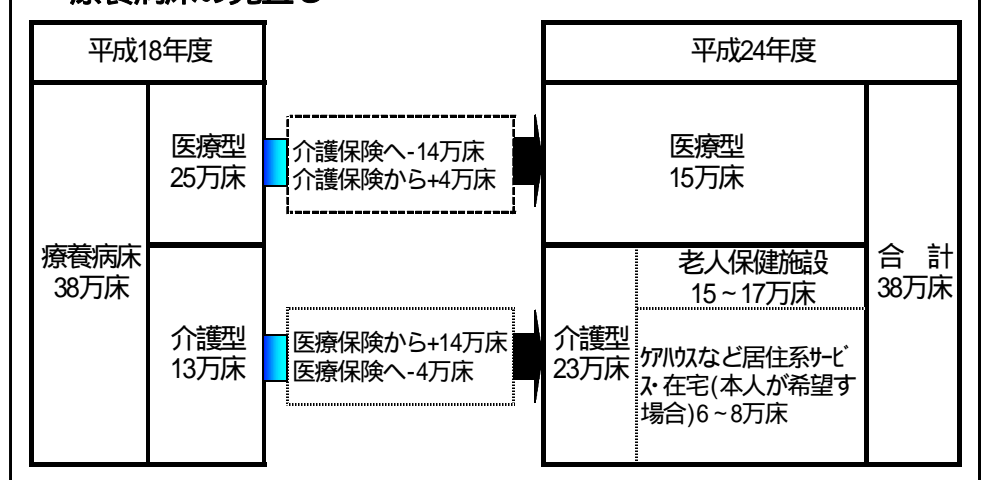 療養病床の見直し
平成18年度
平成24年度
医療型
25万床
介護保険へ-14万床
介護保険から+4万床
医療型
15万床
療養病床
38万床
老人保健施設
15~17万床
合 計
38万床
介護型
13万床
医療保険から+14万床
医療保険へ-4万床
介護型
23万床
ｹｱﾊｳｽなど居住系ｻｰﾋﾞ
ｽ･在宅(本人が希望す
場合)6~8万床